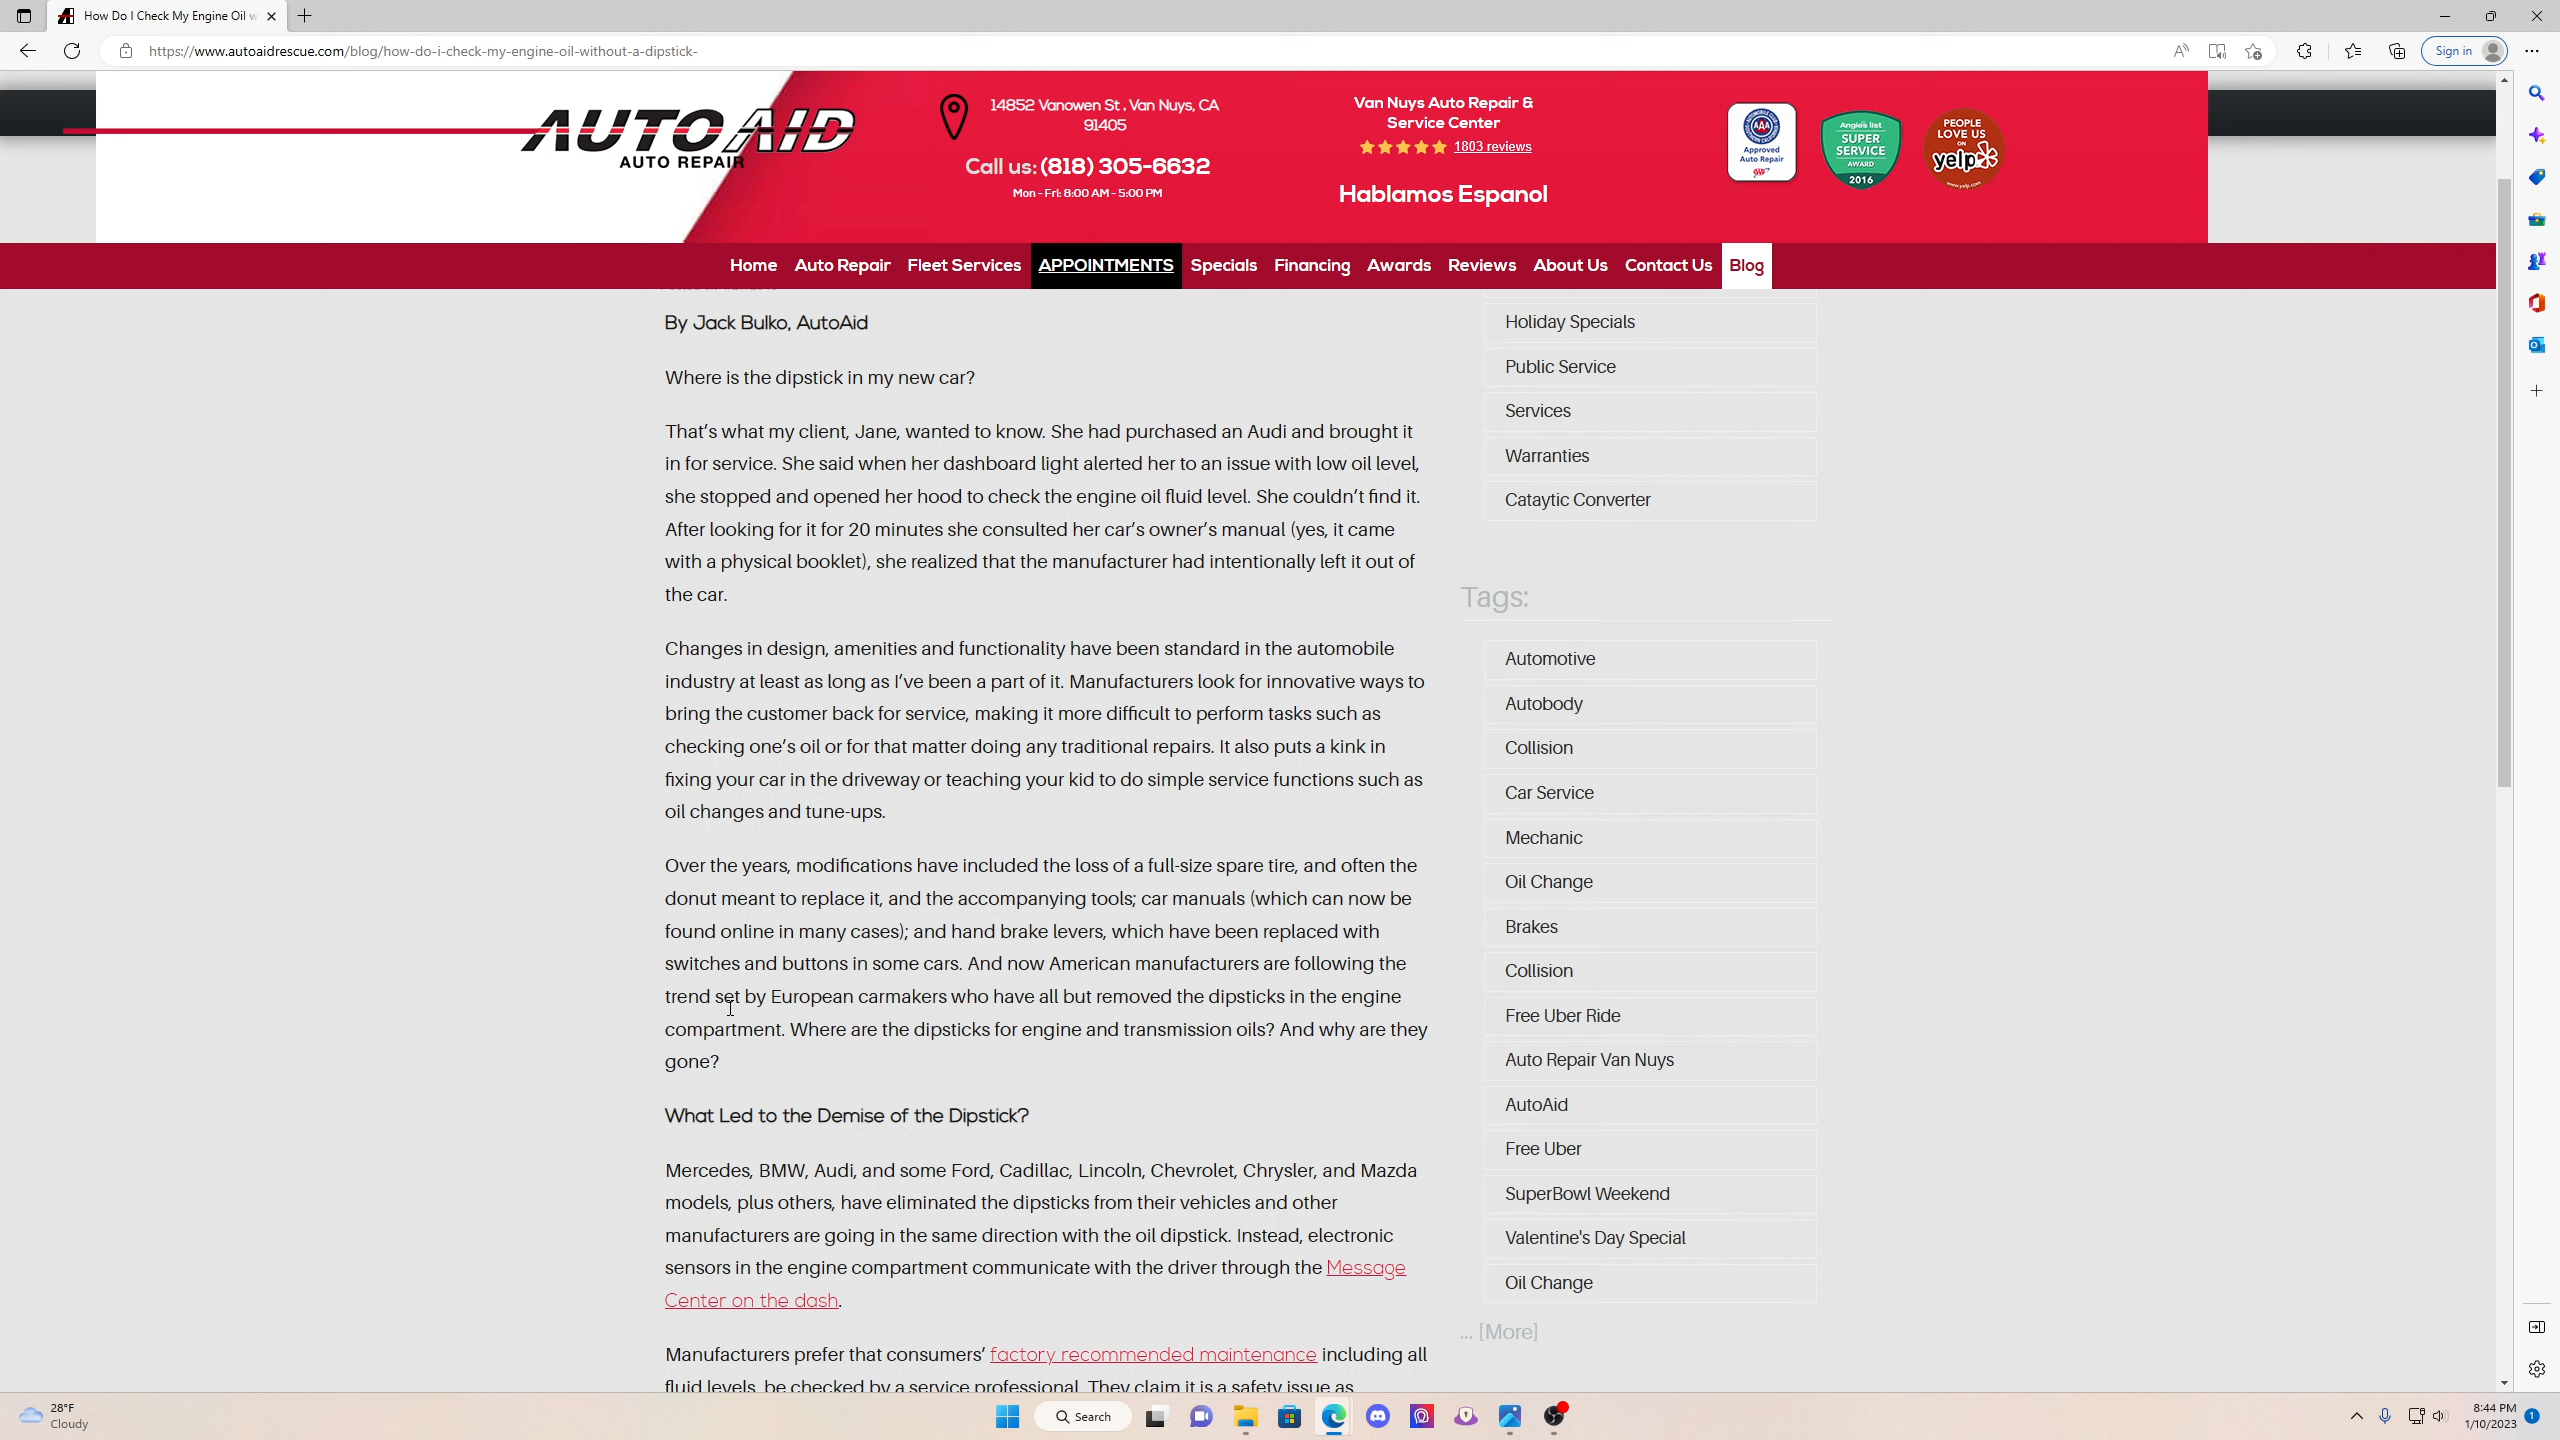 How Do I Check My Engine Oil w
https://www.autoaidrescue.com/blog/how-do-i-check-my-engine-oil-without-a-dipstick-
Sign in
AUTO AID
AUTO REPAIR
14852 Vanowen St , Van Nuys, CA
91405
Call us: (818) 305-6632
Mon - Fri: 8:00 AM - 5:00 PM
Van Nuys Auto Repair &
Service Center
1803 reviews
Hablamos Espanol
AAA
Approved
Auto Repair
Angie's list
SUPER
SERVICE
AWARD
2016
PEOPLE
LOVE US
ON
yelp
www.yelp.com
Home Auto Repair Fleet Services APPOINTMENTS Specials Financing Awards Reviews About Us Contact Us Blog
By Jack Bulko, AutoAid
Where is the dipstick in my new car?
That's what my client, Jane, wanted to know. She had purchased an Audi and brought it
in for service. She said when her dashboard light alerted her to an issue with low oil level,
she stopped and opened her hood to check the engine oil fluid level. She couldn't find it.
After looking for it for 20 minutes she consulted her car's owner's manual (yes, it came
with a physical booklet), she realized that the manufacturer had intentionally left it out of
the car.
Changes in design, amenities and functionality have been standard in the automobile
industry at least as long as I've been a part of it. Manufacturers look for innovative ways to
bring the customer back for service, making it more difficult to perform tasks such as
checking one's oil or for that matter doing any traditional repairs. It also puts a kink in
fixing your car in the driveway or teaching your kid to do simple service functions such as
oil changes and tune-ups.
Over the years, modifications have included the loss of a full-size spare tire, and often the
donut meant to replace it, and the accompanying tools; car manuals (which can now be
found online in many cases); and hand brake levers, which have been replaced with
switches and buttons in some cars. And now American manufacturers are following the
trend set by European carmakers who have all but removed the dipsticks in the engine
compartment. Where are the dipsticks for engine and transmission oils? And why are they
gone?
What Led to the Demise of the Dipstick?
Mercedes, BMW, Audi, and some Ford, Cadillac, Lincoln, Chevrolet, Chrysler, and Mazda
models, plus others, have eliminated the dipsticks from their vehicles and other
manufacturers are going in the same direction with the oil dipstick. Instead, electronic
sensors in the engine compartment communicate with the driver through the Message
Center on the dash.
Manufacturers prefer that consumers' factory recommended maintenance including all
fluid levels, be checked by a service professional. They claim it is a safety issue as
Holiday Specials
Public Service
Services
Warranties
Cataytic Converter
Tags:
Automotive
Autobody
Collision
Car Service
Mechanic
Oil Change
Brakes
Collision
Free Uber Ride
Auto Repair Van Nuys
AutoAid
Free Uber
SuperBowl Weekend
Valentine's Day Special
Oil Change
... [More]
28°F
Cloudy
Search
8:44 PM
1/10/2023
1